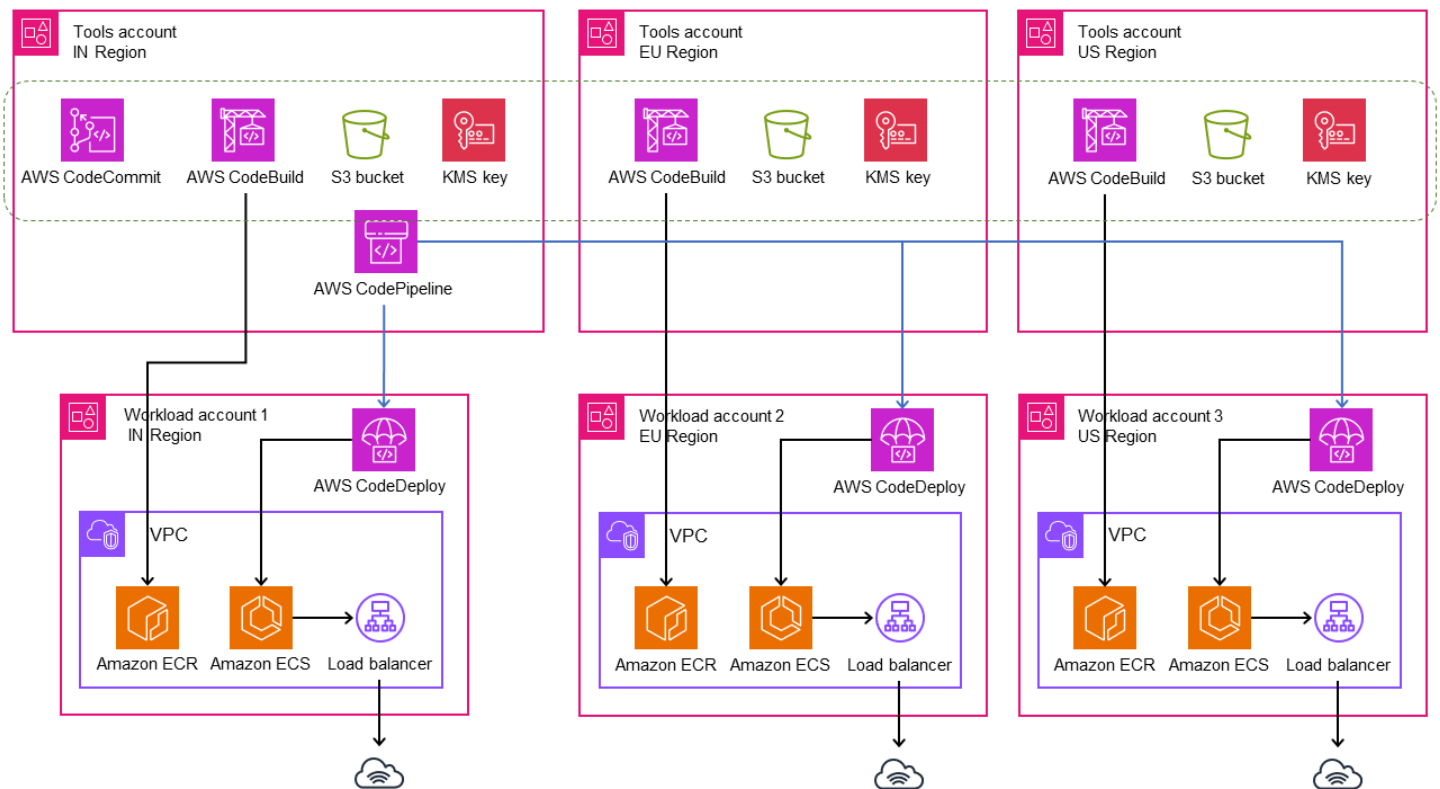 Tools account
IN Region
Tools account
EU Region
Tools account
US Region
AWS CodeCommit
AWS CodeBuild
S3 bucket
KMS key
AWS CodeBuild
S3 bucket
KMS key
AWS CodeBuild
S3 bucket
KMS key
AWS CodePipeline
Workload account 1
IN Region
Workload account 2
EU Region
Workload account 3
US Region
AWS CodeDeploy
AWS CodeDeploy
AWS CodeDeploy
VPC
VPC
VPC
Amazon ECR
Amazon ECS
Load balancer
Amazon ECR
Amazon ECS
Load balancer
Amazon ECR
Amazon ECS
Load balancer